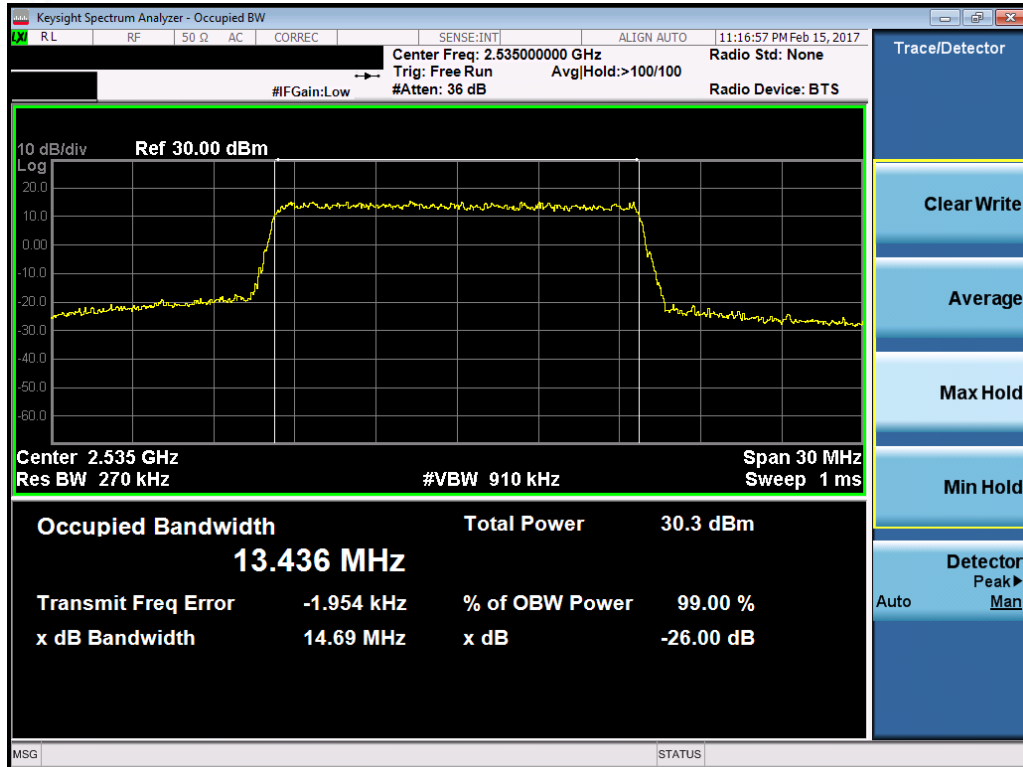 Keysight Spectrum Analyzer - Occupied BW
LXI RL RF 50 Ω AC CORREC SENSE:INT ALIGN AUTO 11:16:57 PM Feb 15, 2017
Center Freq: 2.535000000 GHz Radio Std: None
Trig: Free Run Avg|Hold:>100/100
#IFGain:Low #Atten: 36 dB Radio Device: BTS
10 dB/div Ref 30.00 dBm
Log
20.0
10.0
0.00
-10.0
-20.0
-30.0
-40.0
-50.0
-60.0
Center 2.535 GHz Span 30 MHz
Res BW 270 kHz #VBW 910 kHz Sweep 1 ms
Occupied Bandwidth Total Power 30.3 dBm
13.436 MHz
Transmit Freq Error -1.954 kHz % of OBW Power 99.00 %
x dB Bandwidth 14.69 MHz x dB -26.00 dB
MSG STATUS
Trace/Detector
Clear Write
Average
Max Hold
Min Hold
Detector
Peak▶
Auto Man